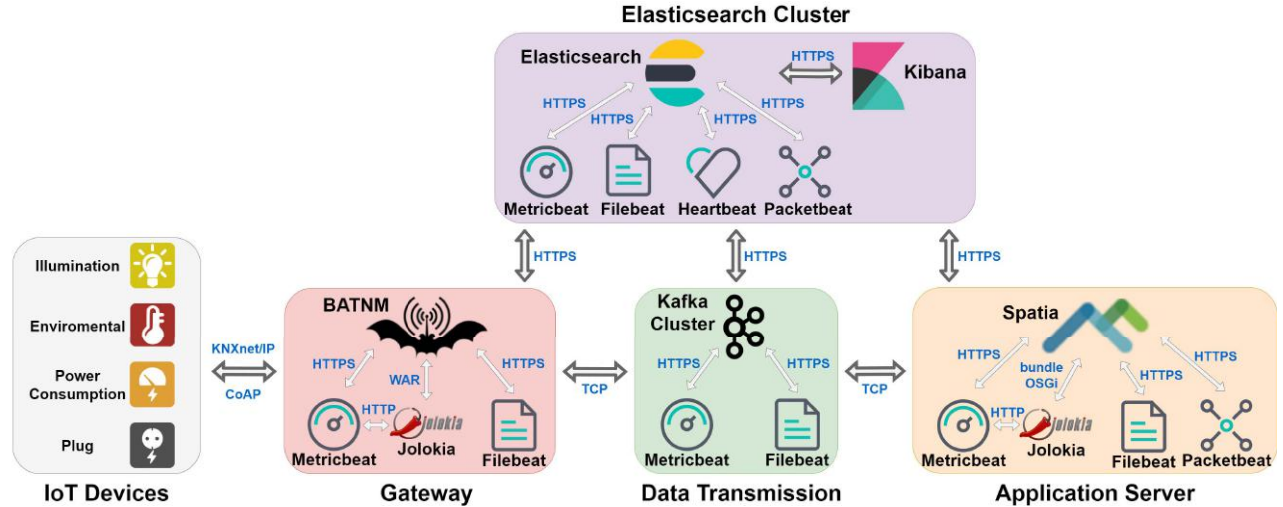 Elasticsearch Cluster
Elasticsearch
HTTPS
Kibana
HTTPS
HTTPS
HTTPS
HTTPS
Metricbeat
Filebeat
Heartbeat
Packetbeat
HTTPS
HTTPS
HTTPS
Illumination
Enviromental
Power
Consumption
Plug
IoT Devices
KNXnet/IP
CoAP
BATNM
HTTPS
WAR
HTTPS
HTTP
Jolokia
Metricbeat
Jolokia
Filebeat
Gateway
TCP
Kafka
Cluster
HTTPS
HTTPS
Metricbeat
Filebeat
Data Transmission
TCP
Spatia
HTTPS
bundle
OSGi
HTTPS
HTTPS
HTTP
Jolokia
Metricbeat
Jolokia
Filebeat
Packetbeat
Application Server